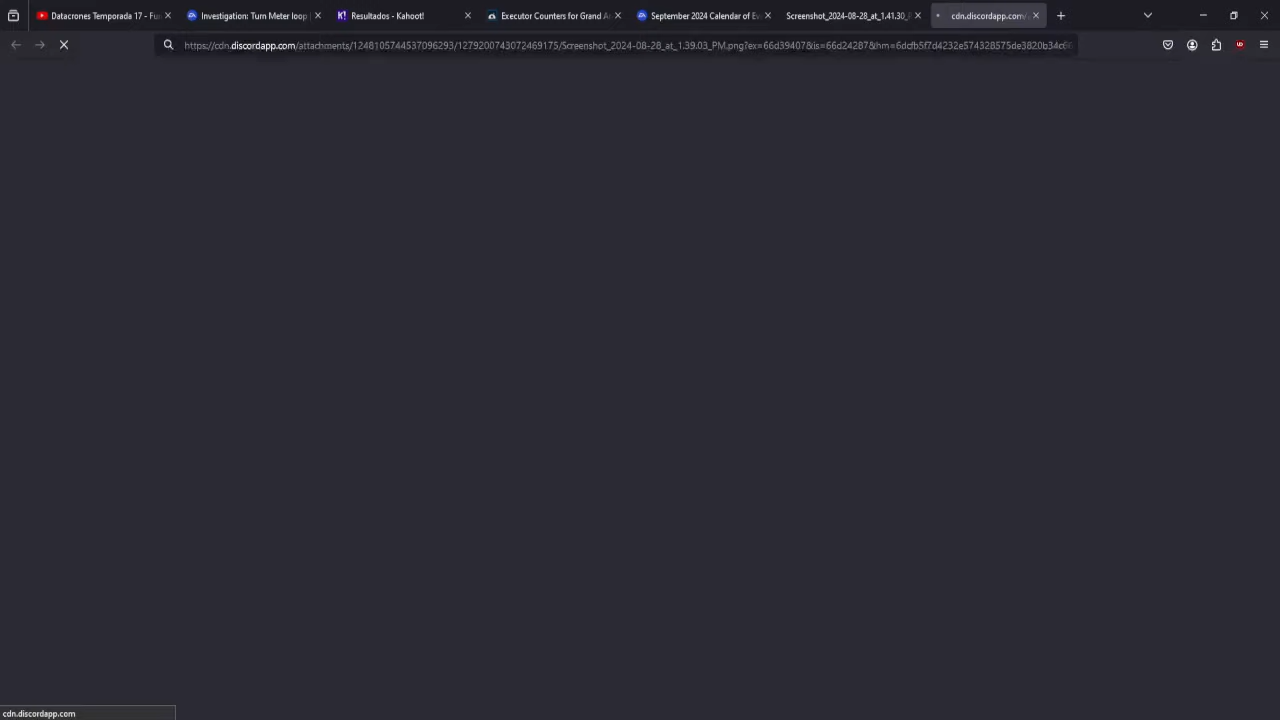 Datacrones Temporada 17 - Fu
Investigation: Turn Meter loop
Resultados - Kahoot!
Executor Counters for Grand A
September 2024 Calendar of Ev
Screenshot_2024-08-28_at_1.41.30_
cdn.discordapp.com/
https://cdn.discordapp.com/attachments/1248105744537096293/1279200743072469175/Screenshot_2024-08-28_at_1.39.03_PM.png?ex=66d39407&is=66d24287&hm=6dcfb5f7d4232e574328575de3820b34c66
cdn.discordapp.com